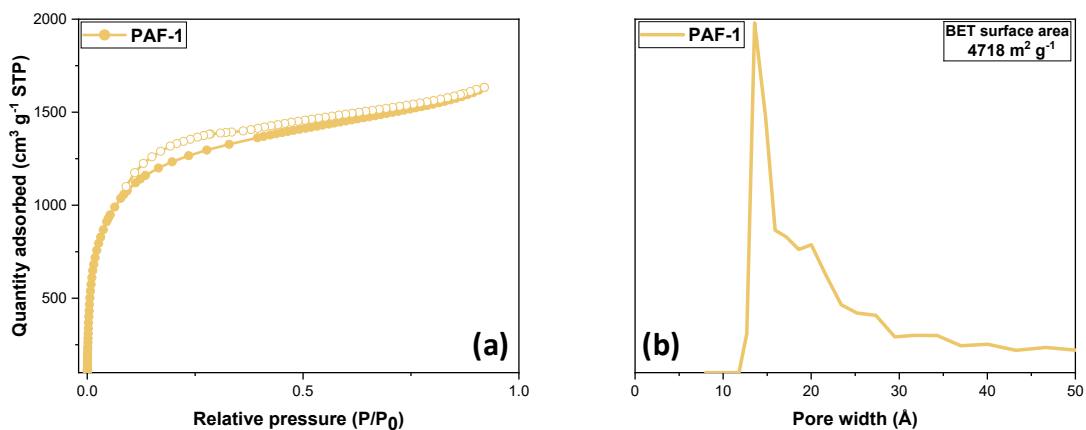 PAF-1
2000
1500
1000
500
0.0
0.5
1.0
Quantity adsorbed (cm³ g⁻¹ STP)
Relative pressure (P/P₀)
(a)
PAF-1
BET surface area
4718 m² g⁻¹
0
10
20
30
40
50
Pore width (Å)
(b)